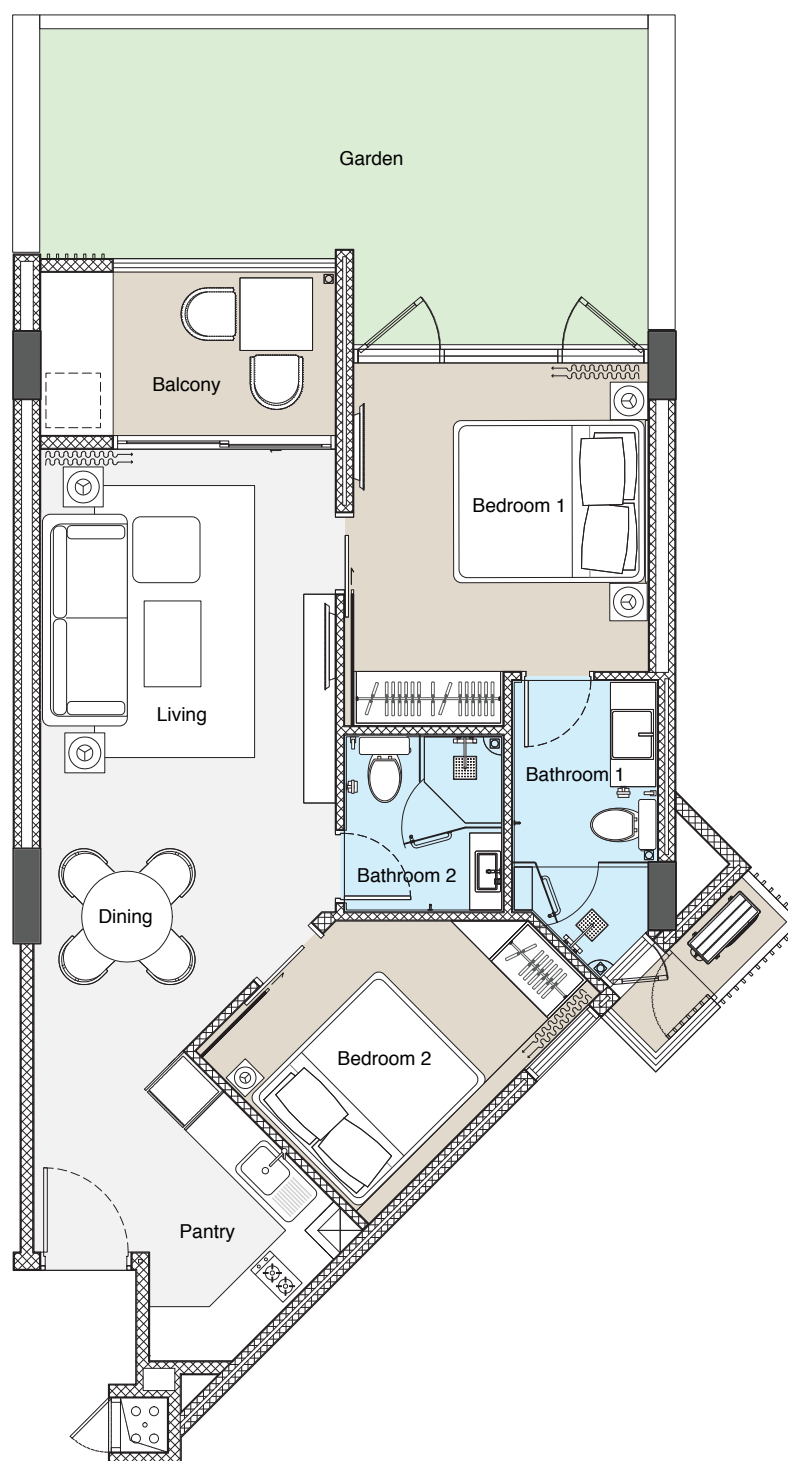 Garden
Balcony
Bedroom 1
Living
Bathroom 1
Bathroom 2
Dining
Bedroom 2
Pantry